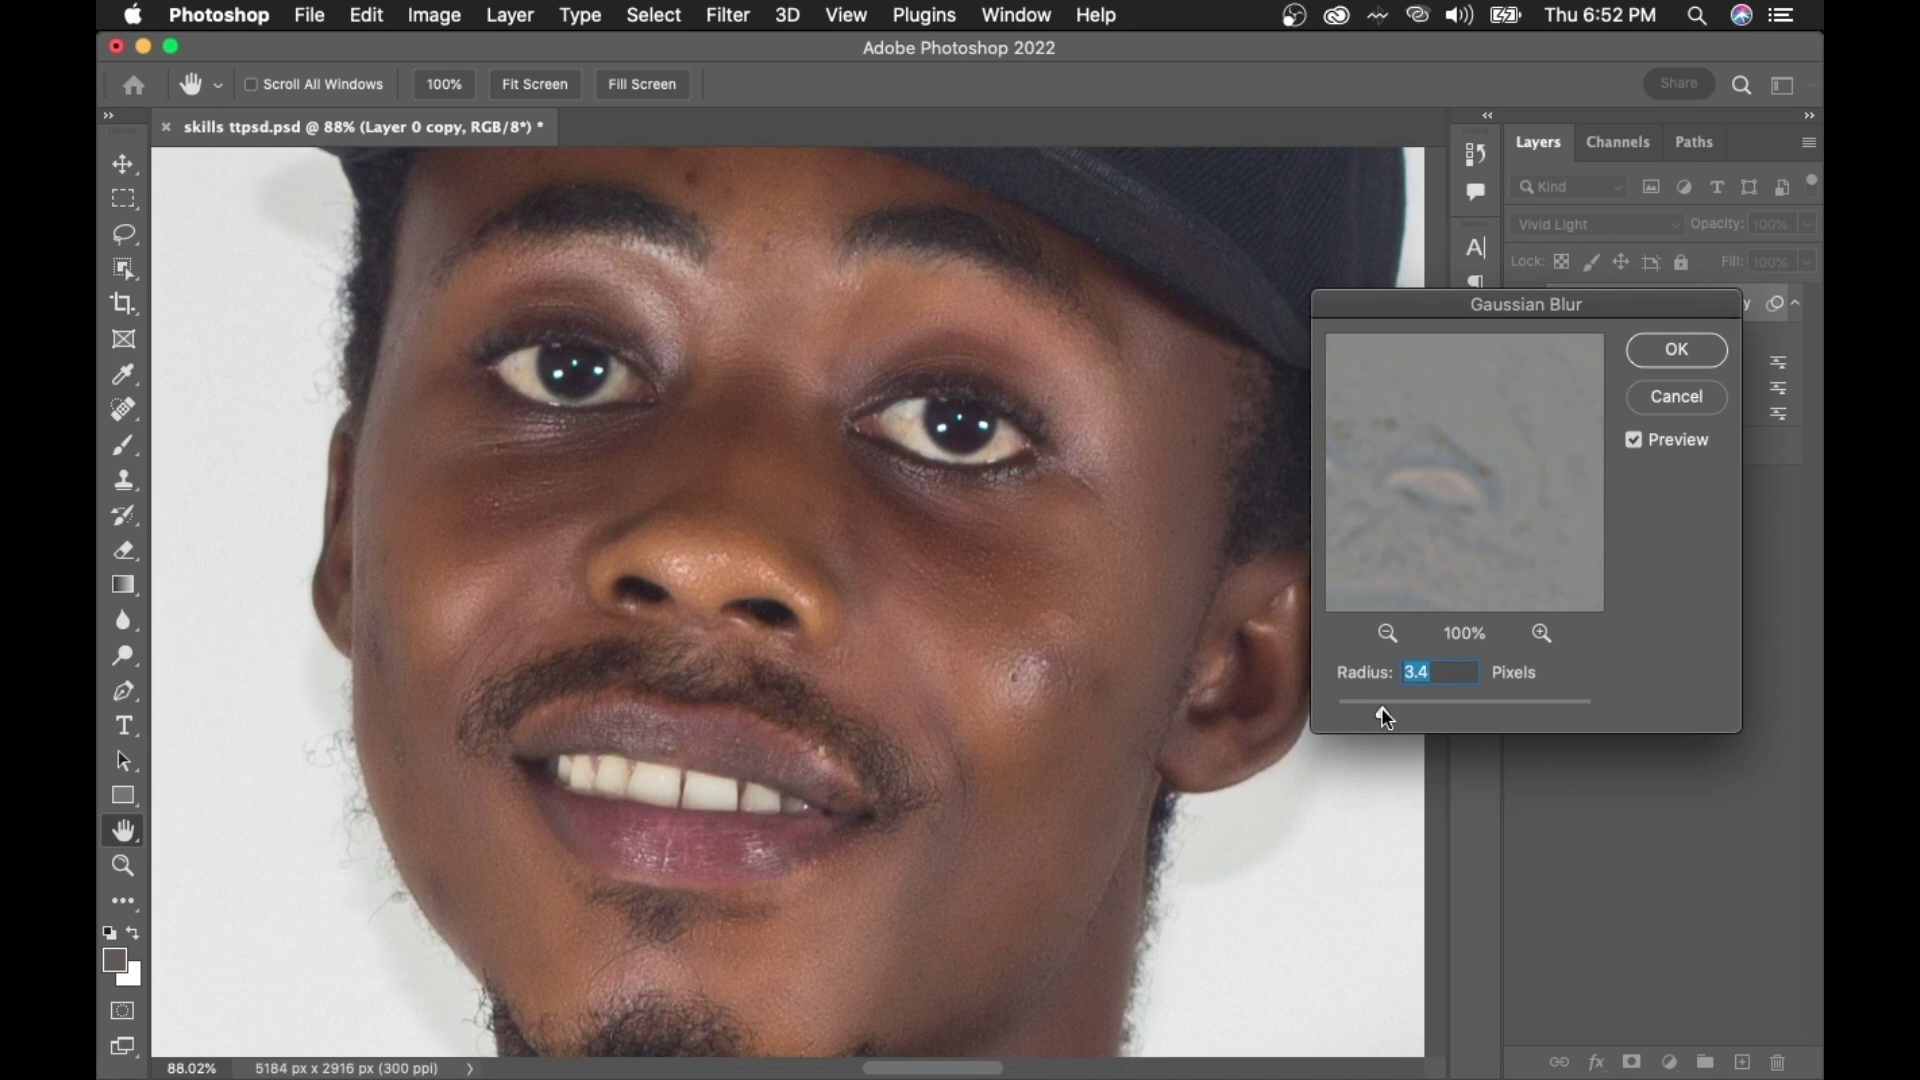 Photoshop File Edit Image Layer Type Select Filter 3D View Plugins Window Help Thu 6:52 PM
Adobe Photoshop 2022
Scroll All Windows 100% Fit Screen Fill Screen Share
skills ttpsd.psd @ 88% (Layer 0 copy, RGB/8*) *
Layers Channels Paths
Kind
Vivid Light Opacity: 100%
Lock: Fill: 100%
Gaussian Blur
y
OK
Cancel
Preview
100%
Radius: 3.4 Pixels
88.02% 5184 px x 2916 px (300 ppi)